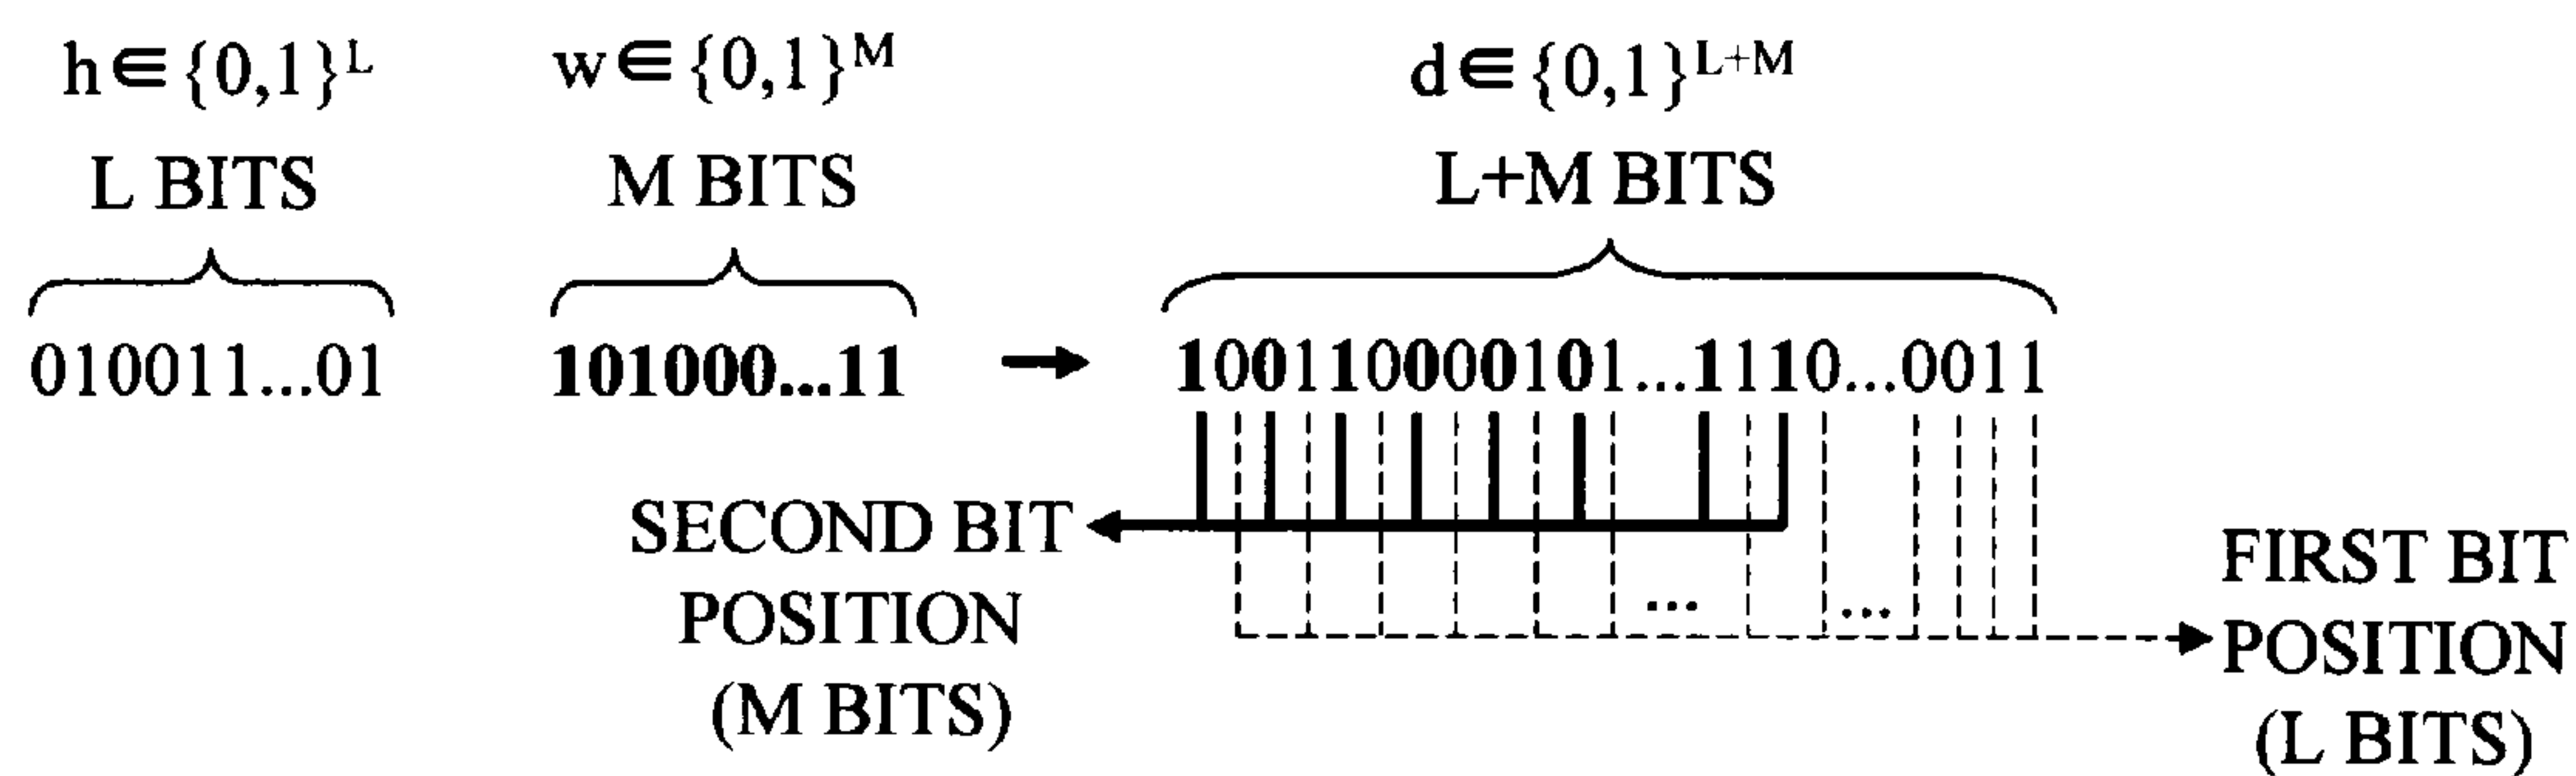 h∈{0,1}^L w∈{0,1}^M d∈{0,1}^{L+M}
L BITS M BITS L+M BITS
010011...01 101000...11 → 100110000101...1110...0011
SECOND BIT
POSITION
(M BITS)
... ...
FIRST BIT
POSITION
(L BITS)